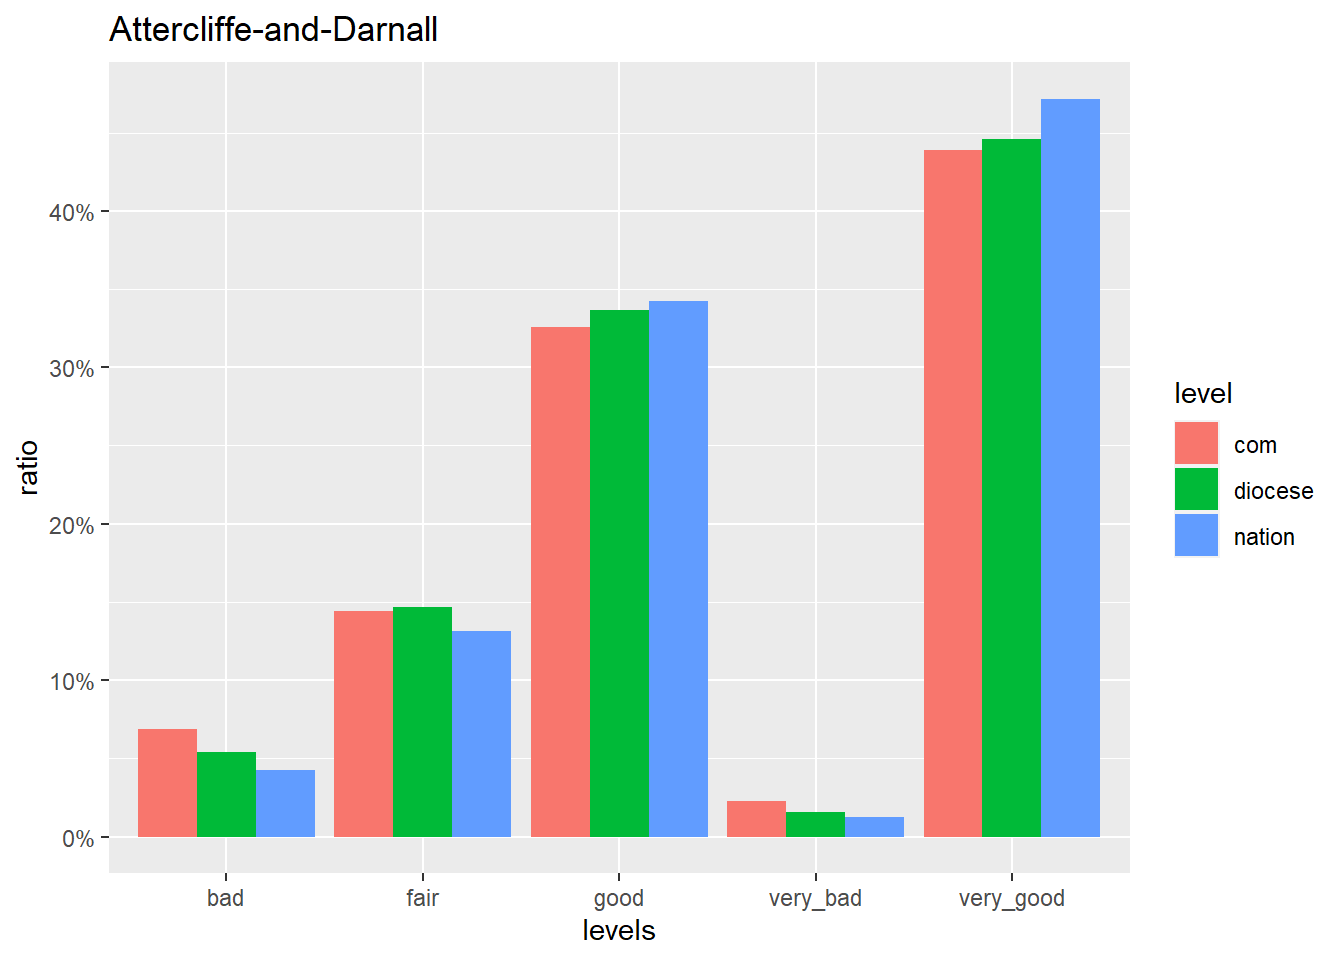 Attercliffe-and-Darnall
40%
30%
20%
10%
0%
ratio
bad fair good very_bad very_good
levels
level
com
diocese
nation